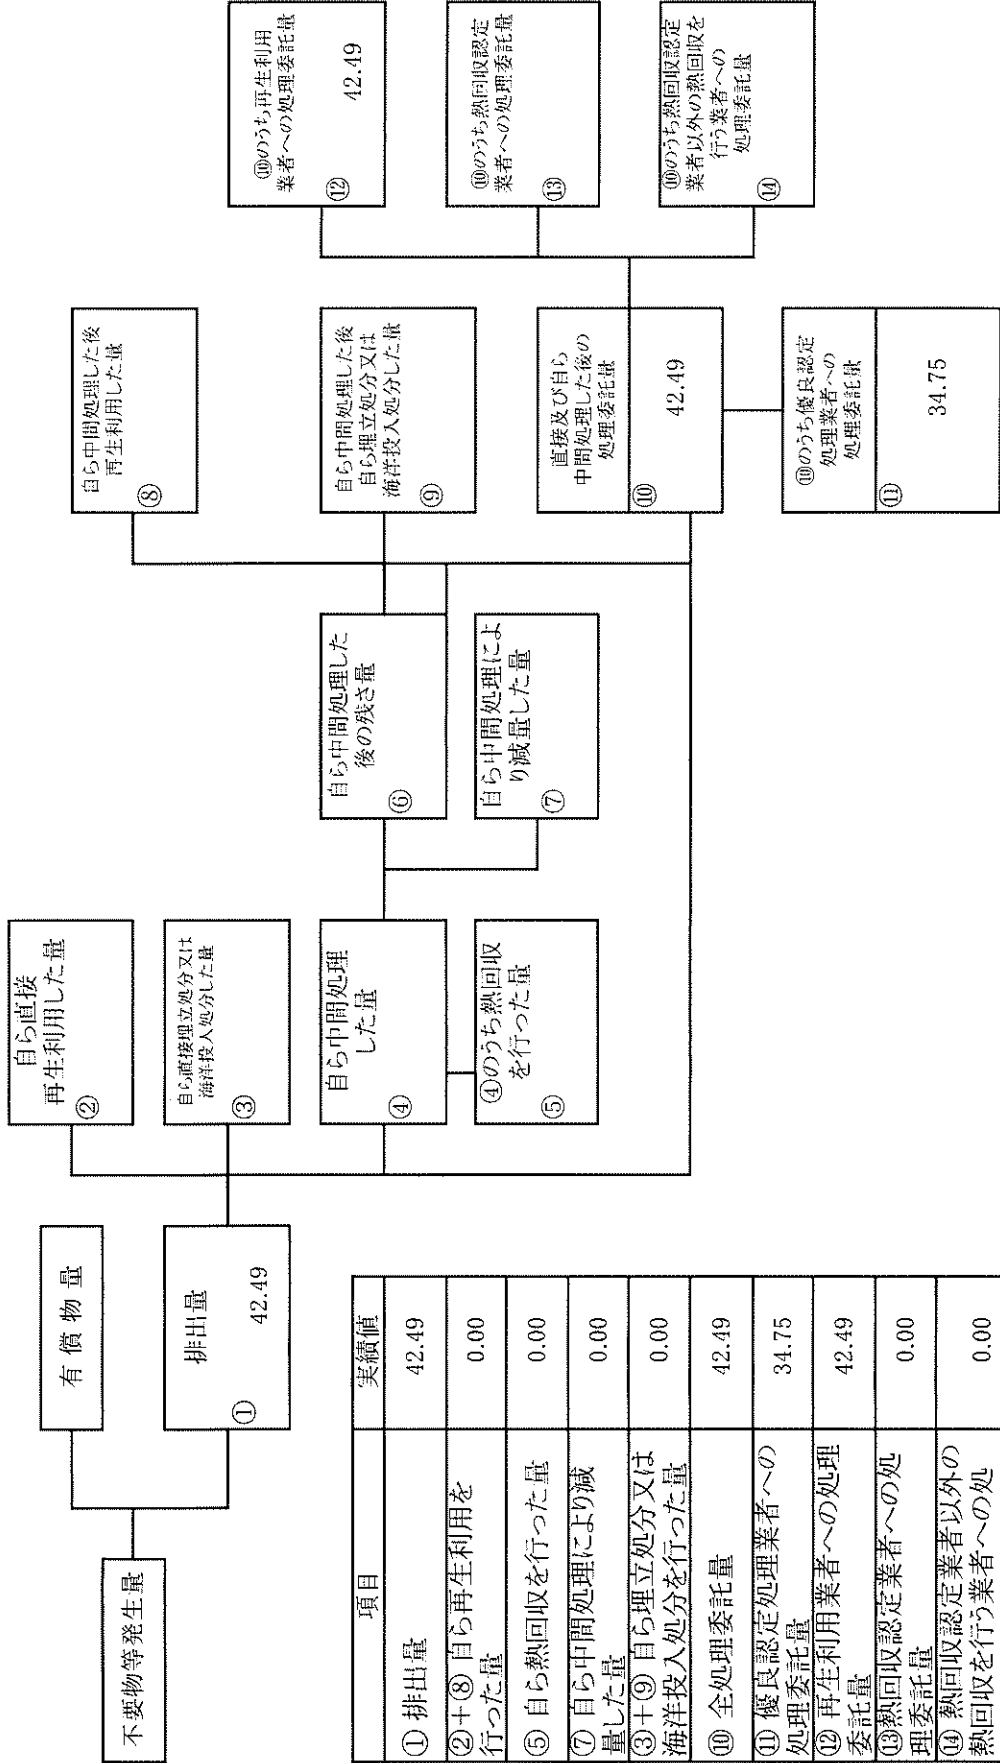 不要物等発生量
有償物量
排出量
①
42.49
自ら直接
再生利用した量
②
自ら直接埋立処分又は
海洋投入処分した量
③
自ら中間処理
した量
④
④のうち熱回収
を行った量
⑤
自ら中間処理した
後の残さ量
⑥
自ら中間処理によ
り減量した量
⑦
自ら中間処理した後
再生利用した量
⑧
自ら中間処理した後
自ら埋立処分又は
海洋投入処分した量
⑨
直接及び自ら
中間処理した後の
処理委託量
⑩
42.49
⑩のうち優良認定
処理業者への
処理委託量
⑪
34.75
⑩のうち再生利用
業者への処理委託量
⑫
42.49
⑩のうち熱回収認定
業者への処理委託量
⑬
⑩のうち熱回収認定
業者以外の熱回収を
行う業者への
処理委託量
⑭
項目 実績値
①排出量 42.49
②+⑧ 自ら再生利用を
行った量 0.00
⑤ 自ら熱回収を行った量 0.00
⑦ 自ら中間処理により減
量した量 0.00
③+⑨ 自ら埋立処分又は
海洋投入処分を行った量 0.00
⑩ 全処理委託量 42.49
⑪ 優良認定処理業者への
処理委託量 34.75
⑫ 再生利用業者への処理
委託量 42.49
⑬熱回収認定業者への処
理委託量 0.00
⑭ 熱回収認定業者以外の
熱回収を行う業者への処 0.00